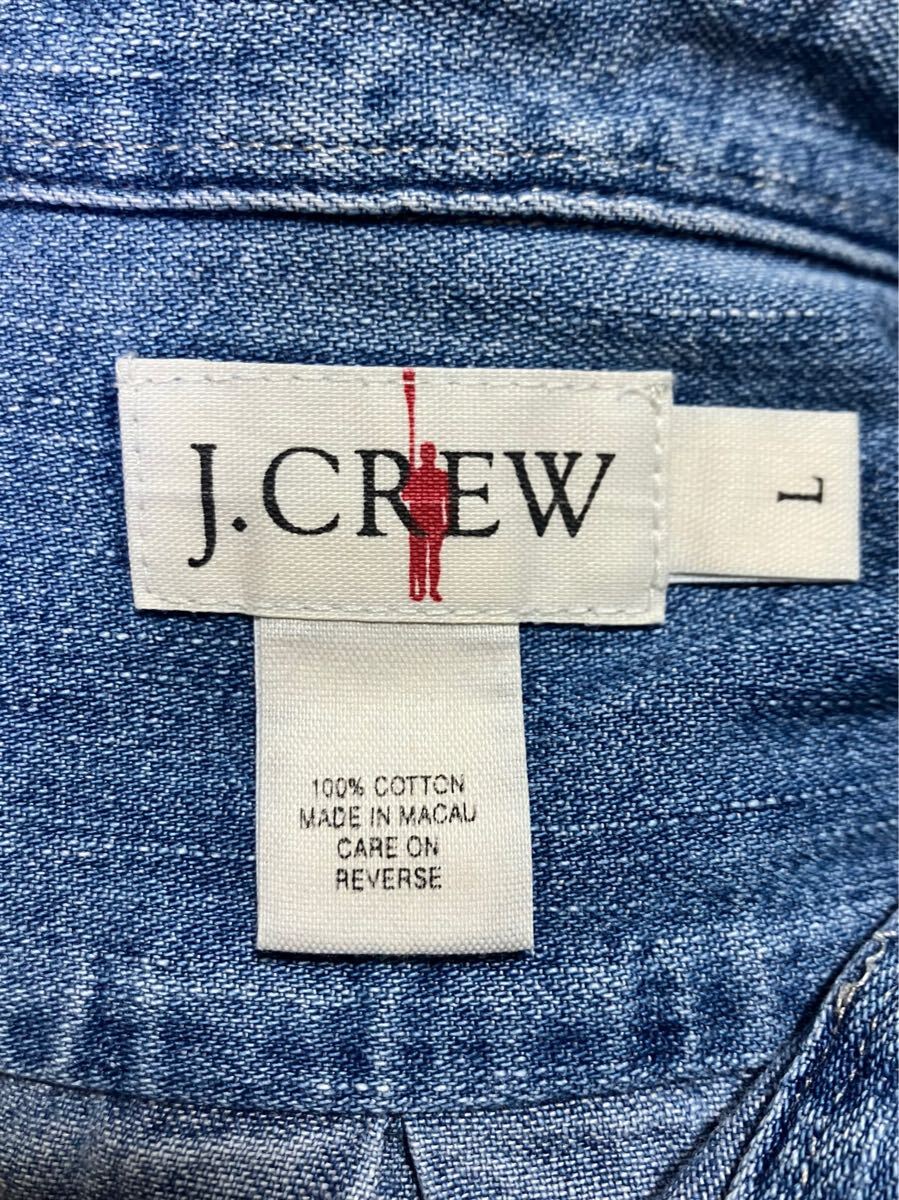 J.CREW
L
100% COTTON
MADE IN MACAU
CARE ON
REVERSE